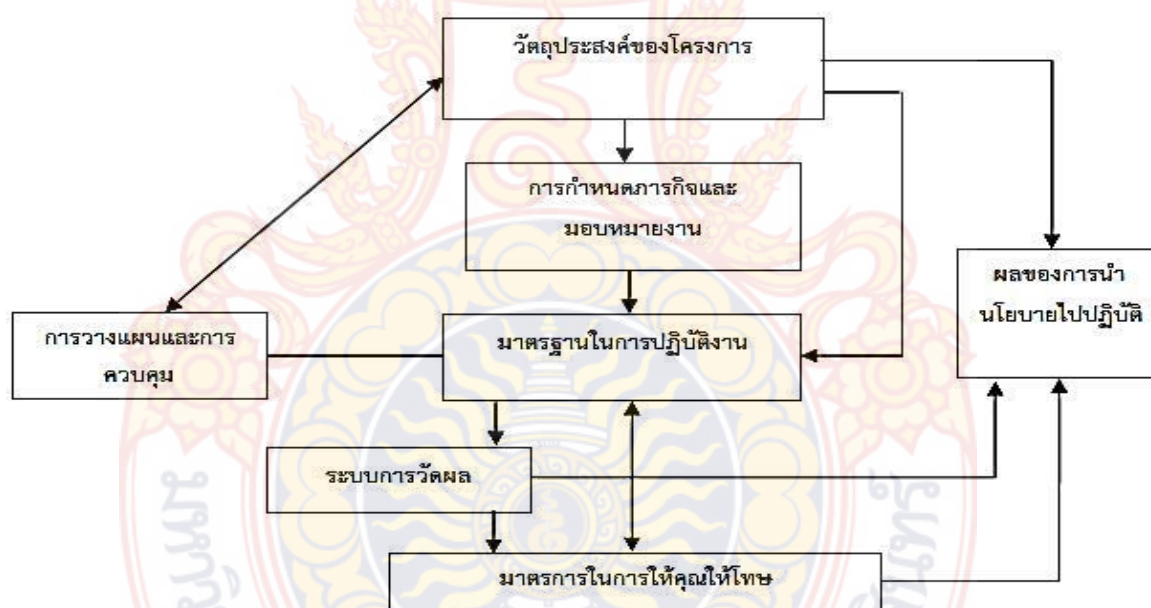 วัตถุประสงค์ของโครงการ
การกำหนดภารกิจและ
มอบหมายงาน
ผลของการนำ
นโยบายไปปฏิบัติ
การวางแผนและการ
ควบคุม
มาตรฐานในการปฏิบัติงาน
ระบบการวัดผล
มาตรการในการให้คุณให้โทษ